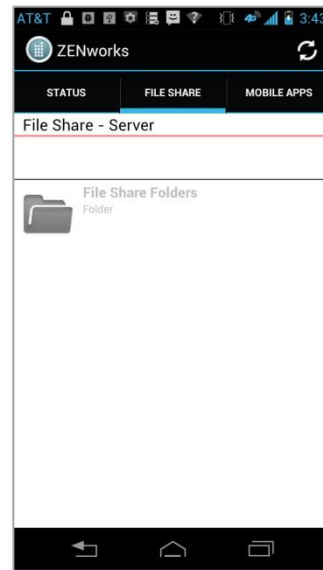 AT&T 3:43
ZENworks
STATUS FILE SHARE MOBILE APPS
File Share - Server
File Share Folders
Folder